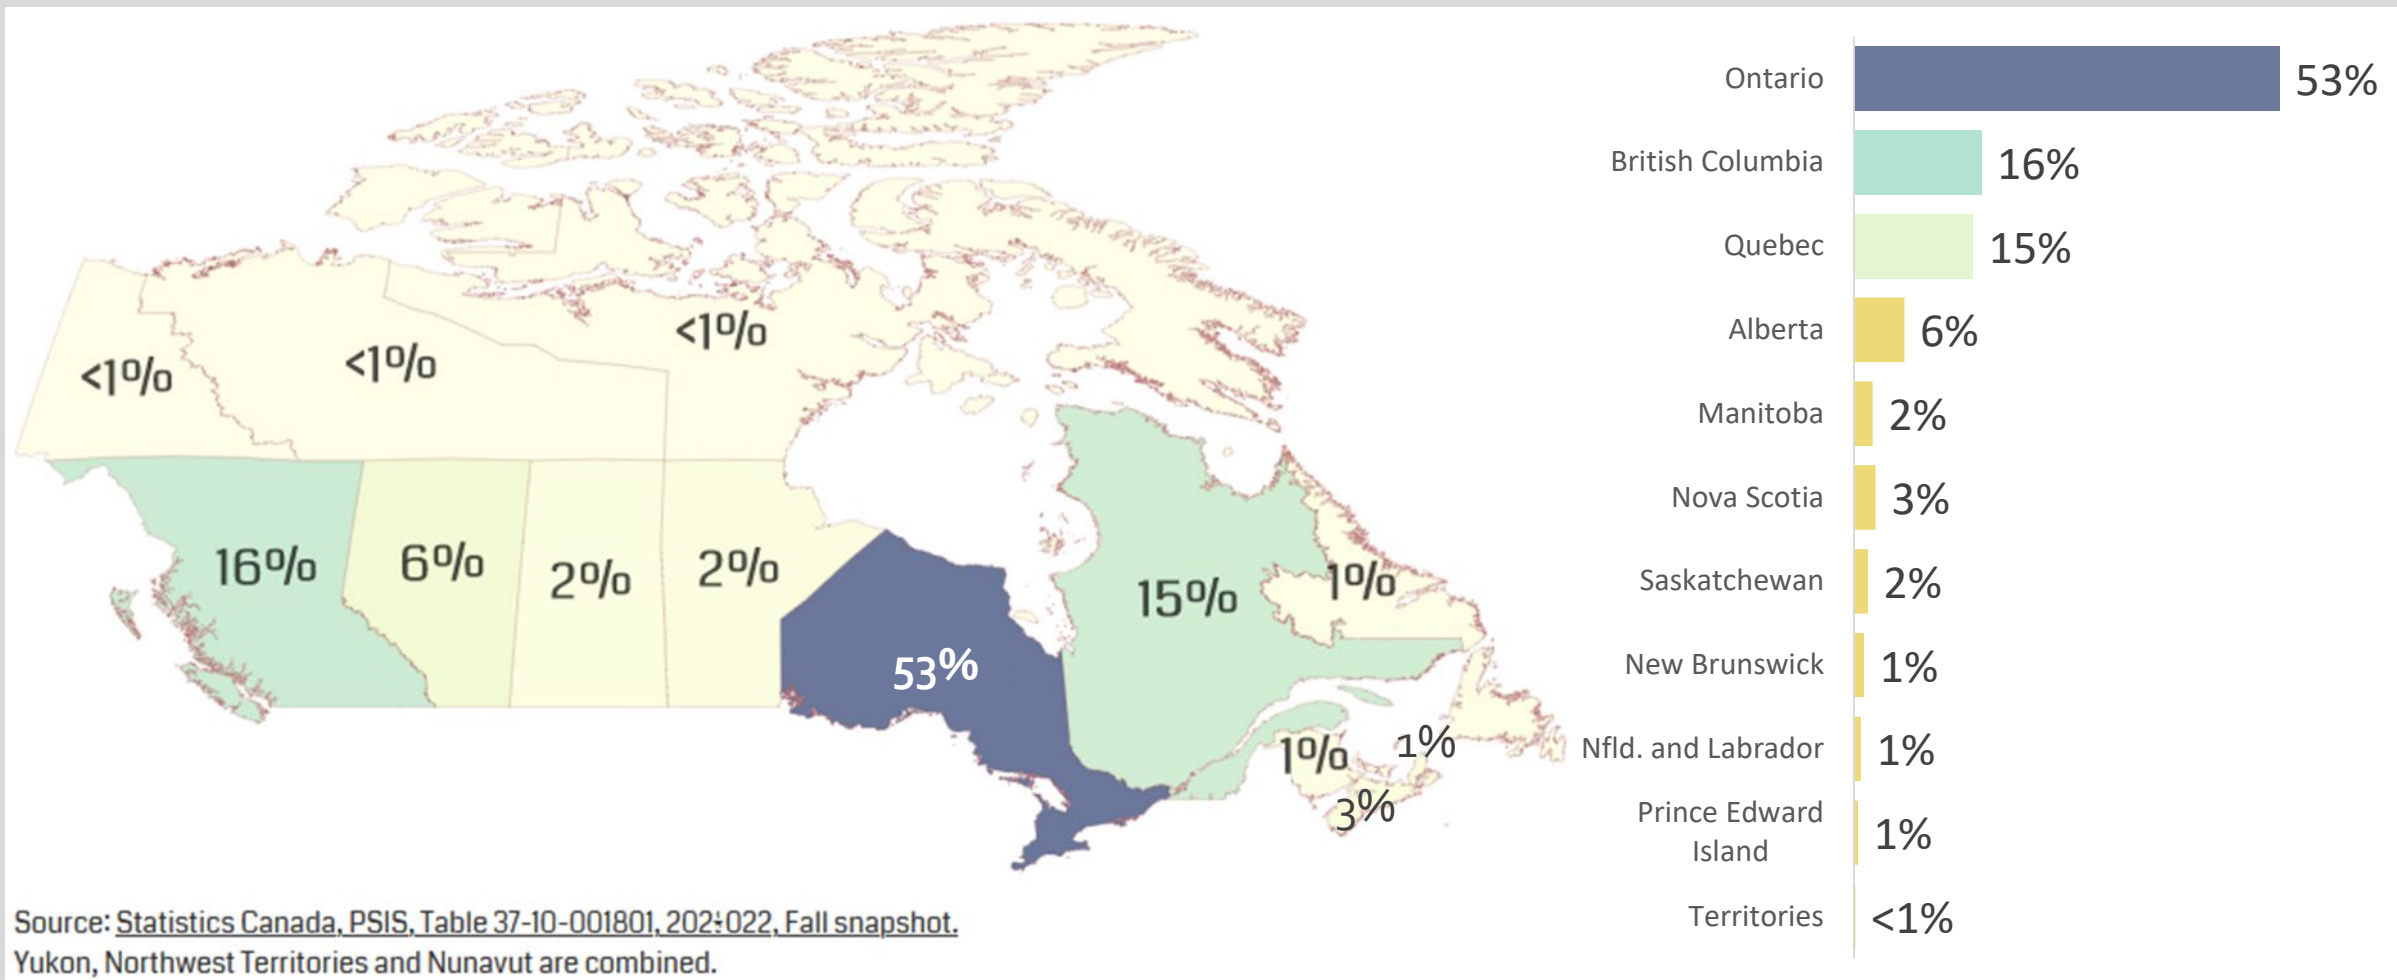 <1%
<1%
<1%
16%
6%
2%
2%
53%
15%
1%
1%
1%
3%
Source: Statistics Canada, PSIS, Table 37-10-001801, Fall snapshot.
Yukon, Northwest Territories and Nunavut are combined.
Ontario 53%
British Columbia 16%
Quebec 15%
Alberta 6%
Manitoba 2%
Nova Scotia 3%
Saskatchewan 2%
New Brunswick 1%
Nfld. and Labrador 1%
Prince Edward
Island 1%
Territories <1%